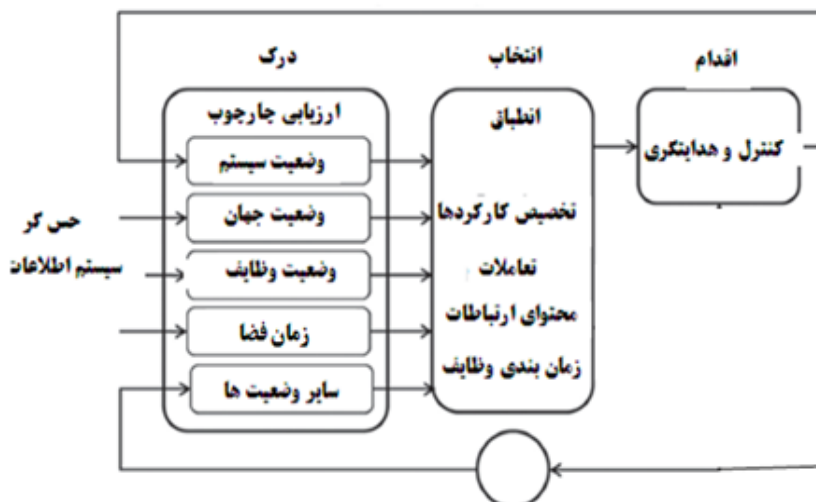 اقدام
انتخاب
درک
ارزیابی چارچوب
وضعیت سیستم
وضعیت جهان
وضعیت وظایف
زمان فضا
سایر وضعیت ها
انطباق
تخصیص کارکردها
تعاملات
محتوای ارتباطات
زمان بندی وظایف
کنترل و هدایتگری
حس گر
سیستم اطلاعات